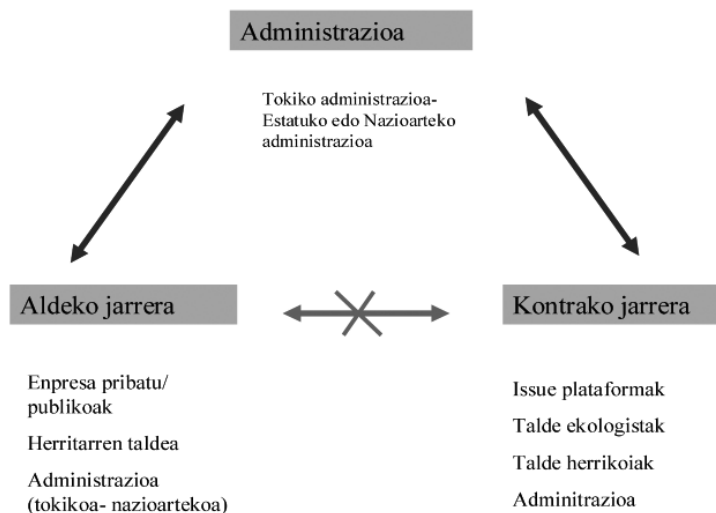 Administrazioa
Tokiko administrazioa-
Estatuko edo Nazioarteko
administrazioa
Aldeko jarrera
Kontrako jarrera
Enpresa pribatu/
publikoak
Herritarren taldea
Administrazioa
(tokikoa- nazioartekoa)
Issue plataformak
Talde ekologistak
Talde herrikoiak
Adminitrazioa